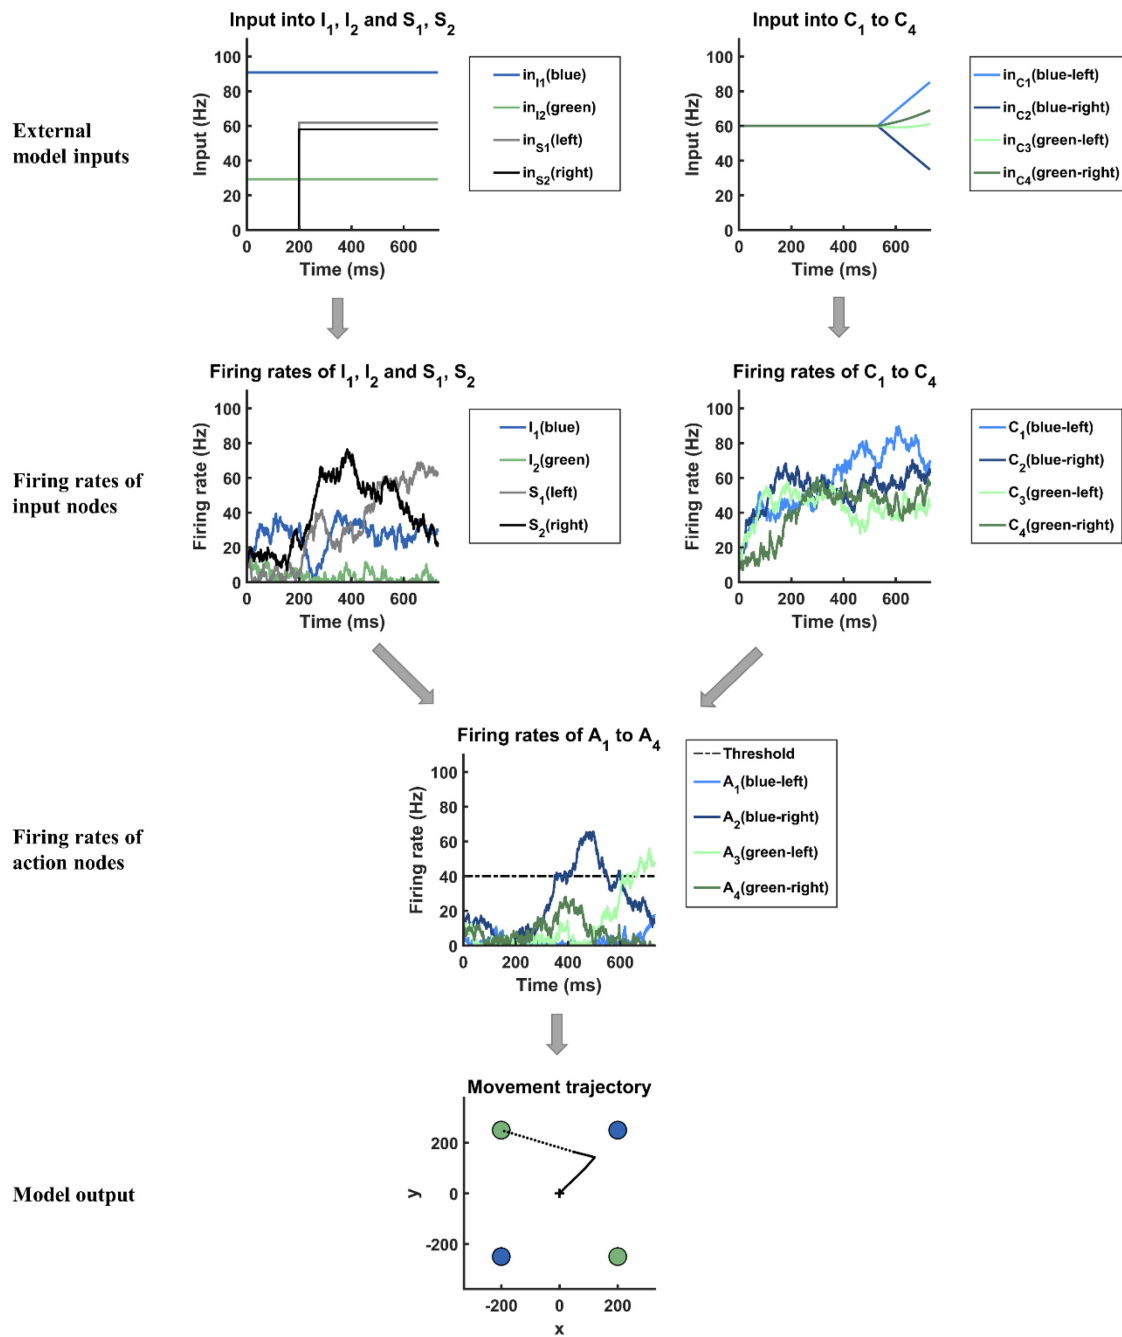 Input into I1, I2 and S1, S2
Input into C1 to C4
External
model inputs
Input (Hz)
100
80
60
40
20
0
0 200 400 600
Time (ms)
inI1(blue)
inI2(green)
inS1(left)
inS2(right)
Input (Hz)
100
80
60
40
20
0
0 200 400 600
Time (ms)
inC1(blue-left)
inC2(blue-right)
inC3(green-left)
inC4(green-right)
Firing rates of I1, I2 and S1, S2
Firing rates of C1 to C4
Firing rates of
input nodes
Firing rate (Hz)
100
80
60
40
20
0
0 200 400 600
Time (ms)
I1(blue)
I2(green)
S1(left)
S2(right)
Firing rate (Hz)
100
80
60
40
20
0
0 200 400 600
Time (ms)
C1(blue-left)
C2(blue-right)
C3(green-left)
C4(green-right)
Firing rates of A1 to A4
Firing rates of
action nodes
Firing rate (Hz)
100
80
60
40
20
0
0 200 400 600
Time (ms)
Threshold
A1(blue-left)
A2(blue-right)
A3(green-left)
A4(green-right)
Movement trajectory
Model output
y
200
0
-200
-200 0 200
x